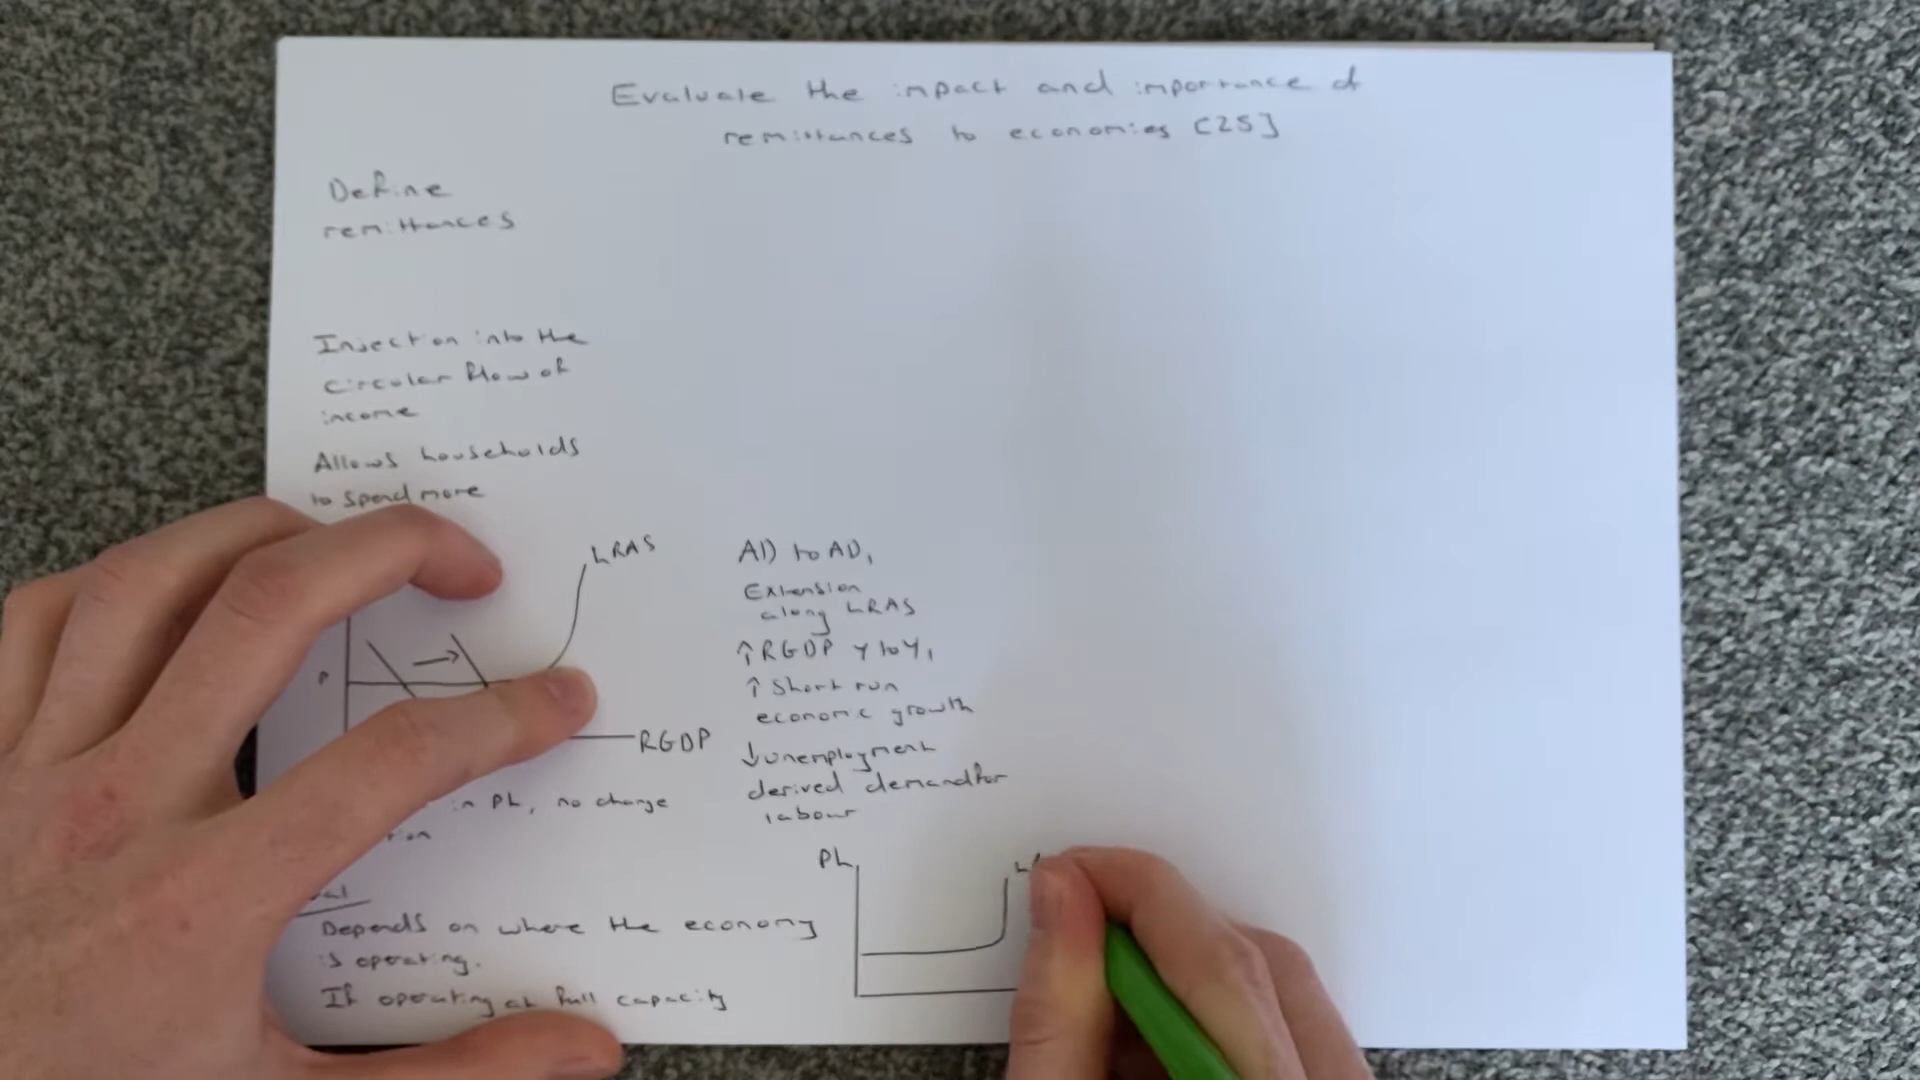 Evaluate the impact and importance of
remittances to economies [25]
Define
remittances
Injection into the
circular flow of
income
Allows households
to spend more
LRAS
P
RGDP
in PL, no change
AD to AD₁
Extension
along LRAS
↑ RGDP Y to Y₁
↑ Short run
economic growth
↓ unemployment
derived demand for
labour
Depends on where the economy
is operating.
If operating at full capacity
PL